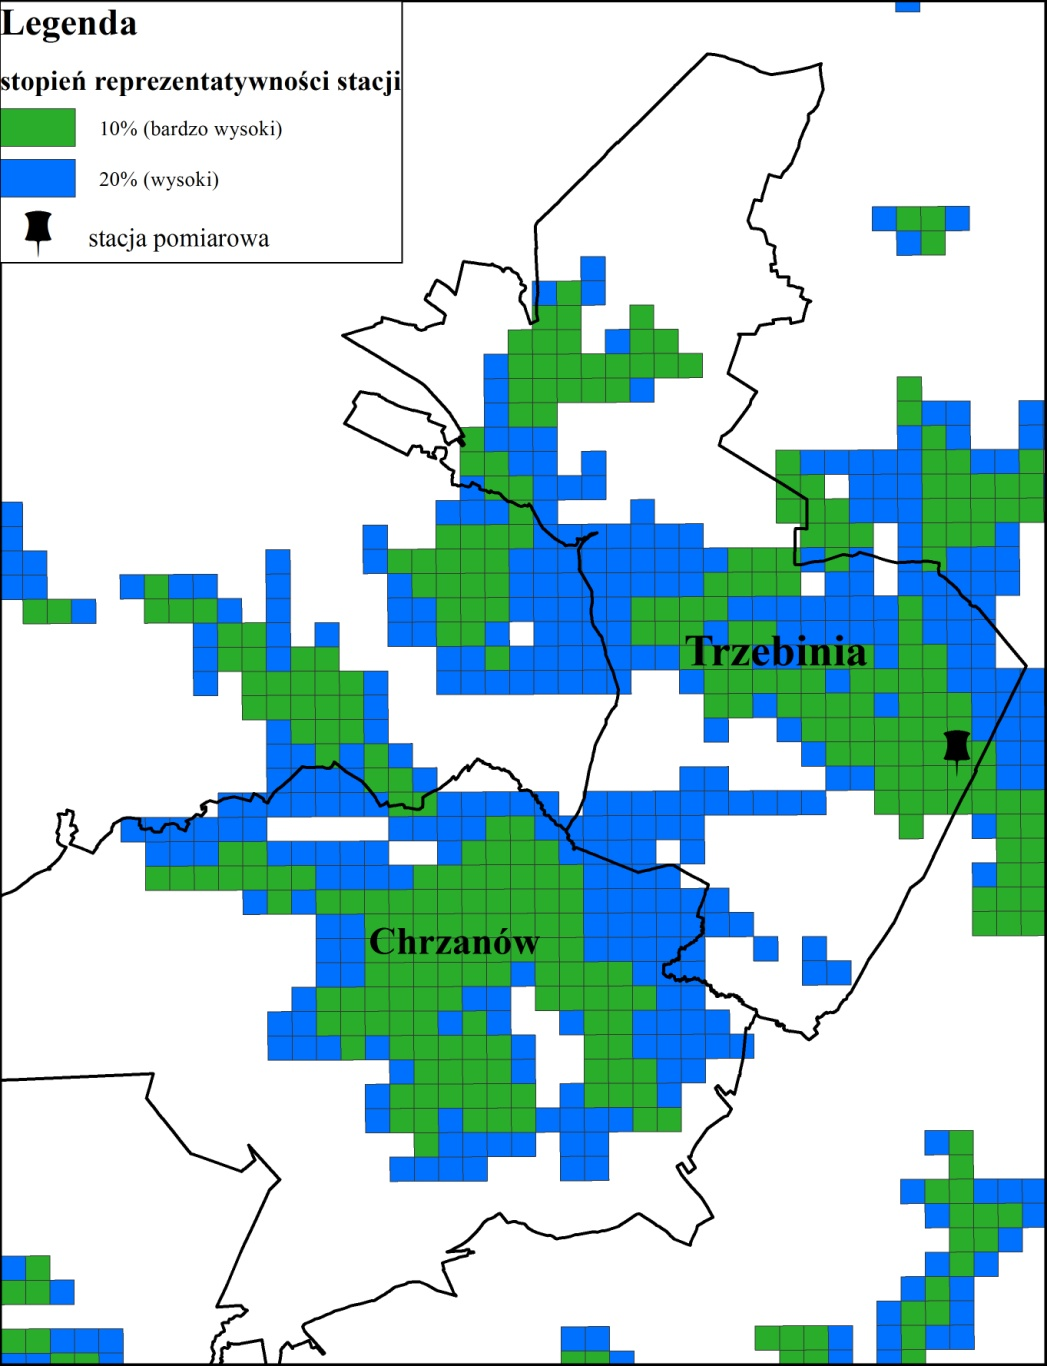 Legenda
stopień reprezentatywności stacji
10% (bardzo wysoki)
20% (wysoki)
stacja pomiarowa
Trzebinia
Chrzanów